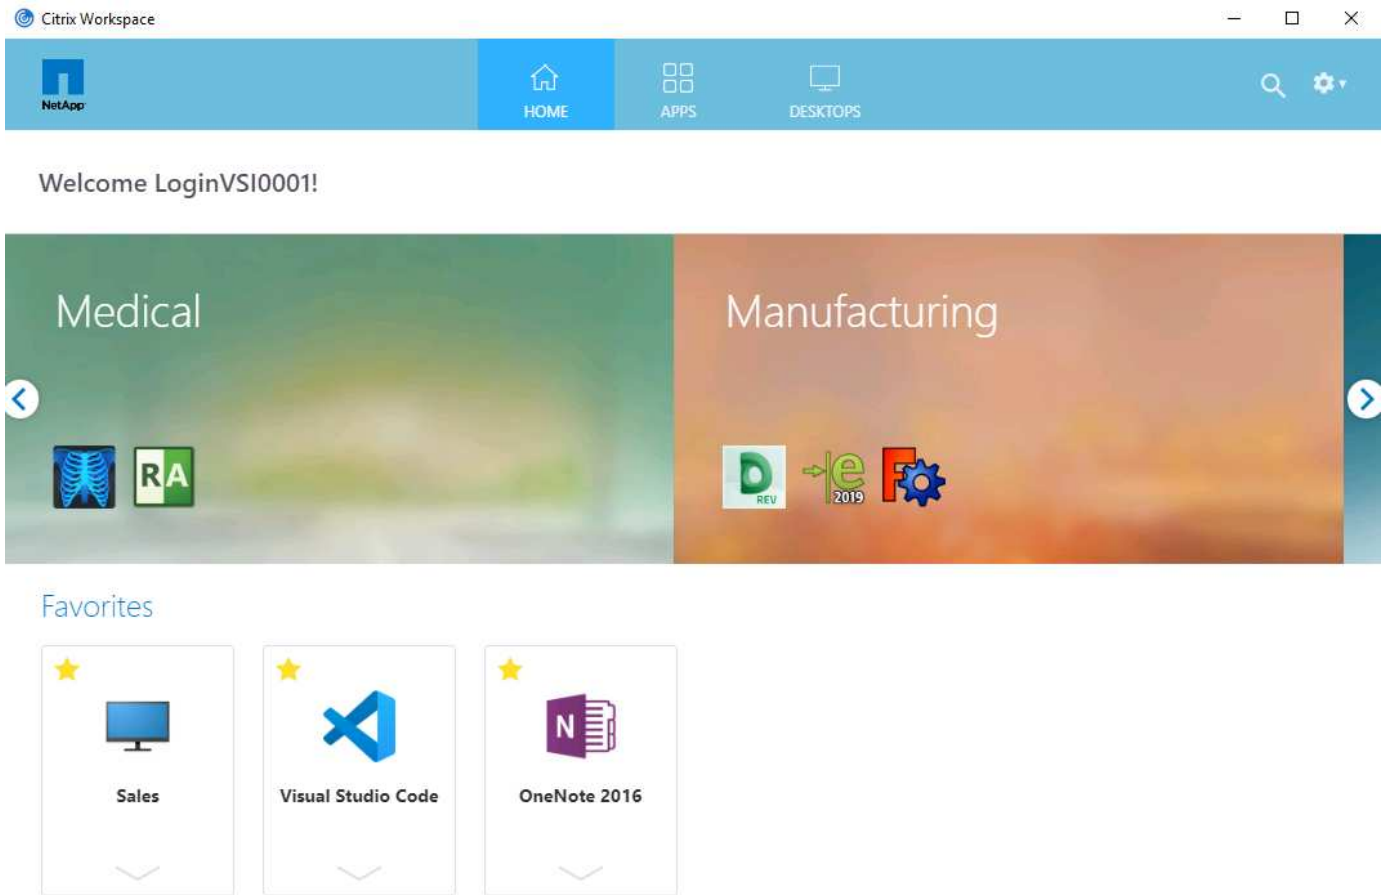 Citrix Workspace
NetApp
HOME
APPS
DESKTOPS
Welcome LoginVSI0001!
Medical
Manufacturing
RA
D
REV
e
2019
F
Favorites
Sales
Visual Studio Code
N
OneNote 2016